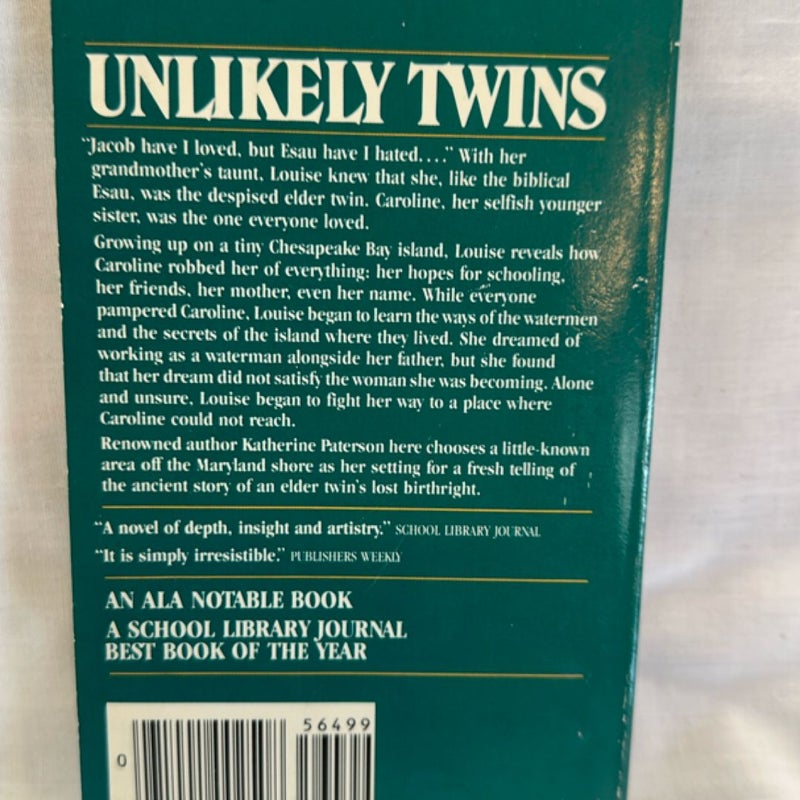 UNLIKELY TWINS
"Jacob have I loved, but Esau have I hated...." With her
grandmother's taunt, Louise knew that she, like the biblical
Esau, was the despised elder twin. Caroline, her selfish younger
sister, was the one everyone loved.
Growing up on a tiny Chesapeake Bay island, Louise reveals how
Caroline robbed her of everything: her hopes for schooling,
her friends, her mother, even her name. While everyone
pampered Caroline, Louise began to learn the ways of the watermen
and the secrets of the island where they lived. She dreamed of
working as a waterman alongside her father, but she found
that her dream did not satisfy the woman she was becoming. Alone
and unsure, Louise began to fight her way to a place where
Caroline could not reach.
Renowned author Katherine Paterson here chooses a little-known
area off the Maryland shore as her setting for a fresh telling of
the ancient story of an elder twin's lost birthright.
"A novel of depth, insight and artistry." SCHOOL LIBRARY JOURNAL
"It is simply irresistible." PUBLISHERS WEEKLY
AN ALA NOTABLE BOOK
A SCHOOL LIBRARY JOURNAL
BEST BOOK OF THE YEAR
56499
0